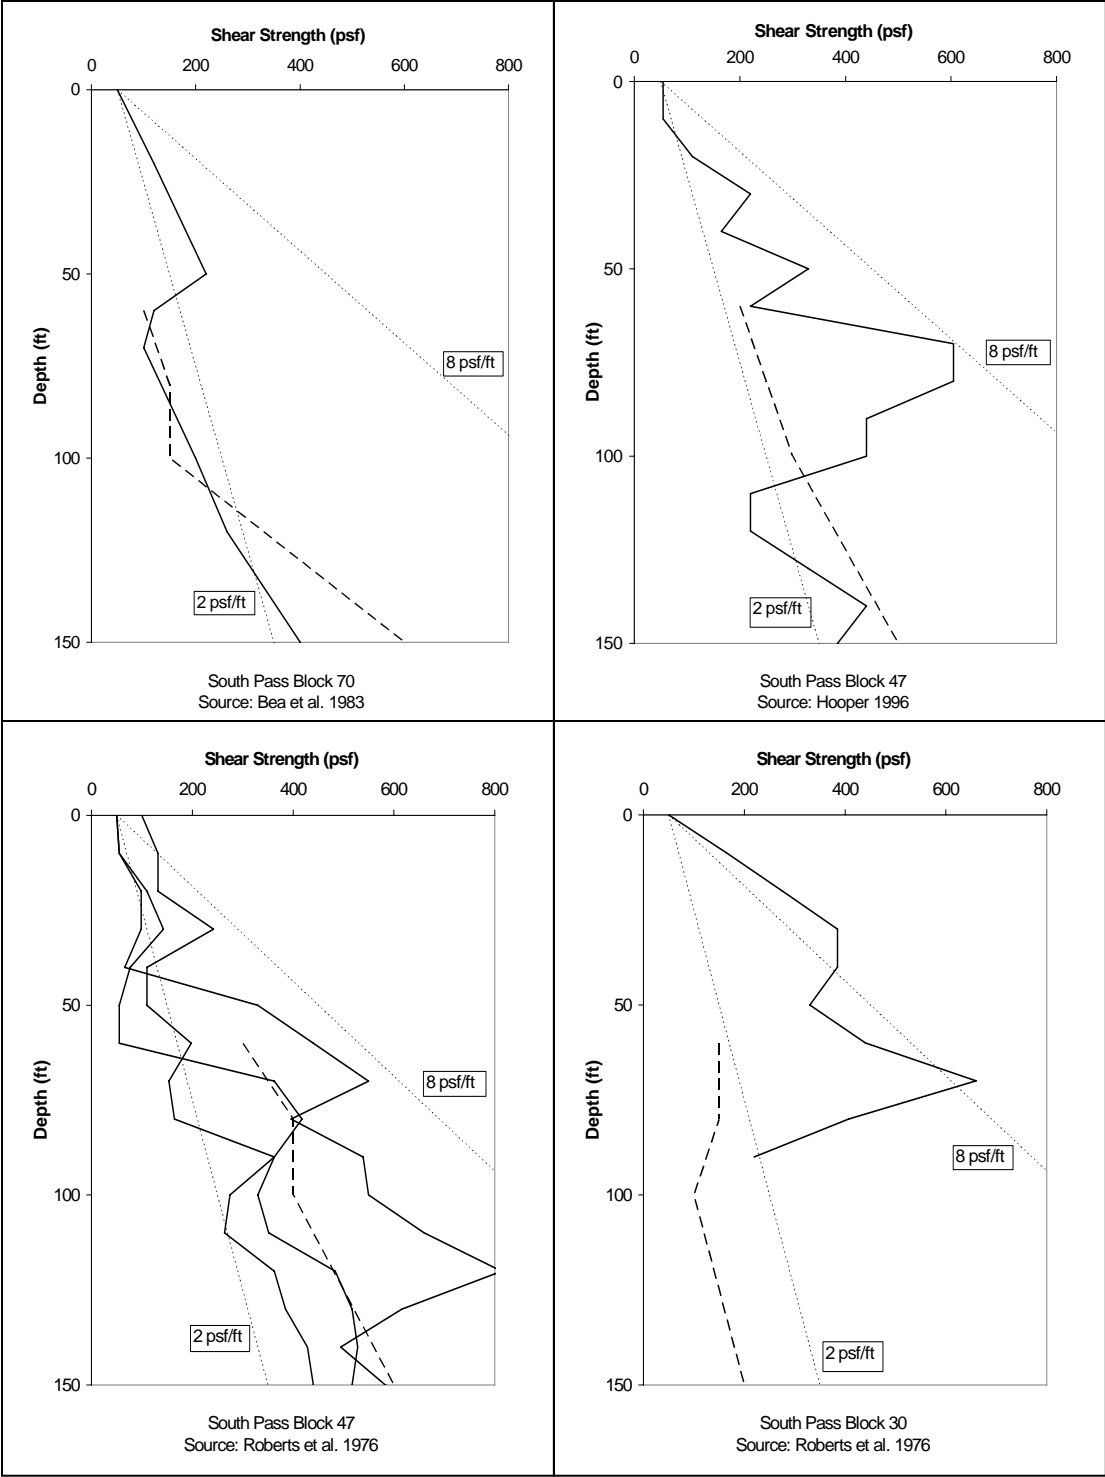 Shear Strength (psf)
0 200 400 600 800
0
50
100
150
Depth (ft)
8 psf/ft
2 psf/ft
South Pass Block 70
Source: Bea et al. 1983
Shear Strength (psf)
0 200 400 600 800
0
50
100
150
Depth (ft)
8 psf/ft
2 psf/ft
South Pass Block 47
Source: Hooper 1996
Shear Strength (psf)
0 200 400 600 800
0
50
100
150
Depth (ft)
8 psf/ft
2 psf/ft
South Pass Block 47
Source: Roberts et al. 1976
Shear Strength (psf)
0 200 400 600 800
0
50
100
150
Depth (ft)
8 psf/ft
2 psf/ft
South Pass Block 30
Source: Roberts et al. 1976